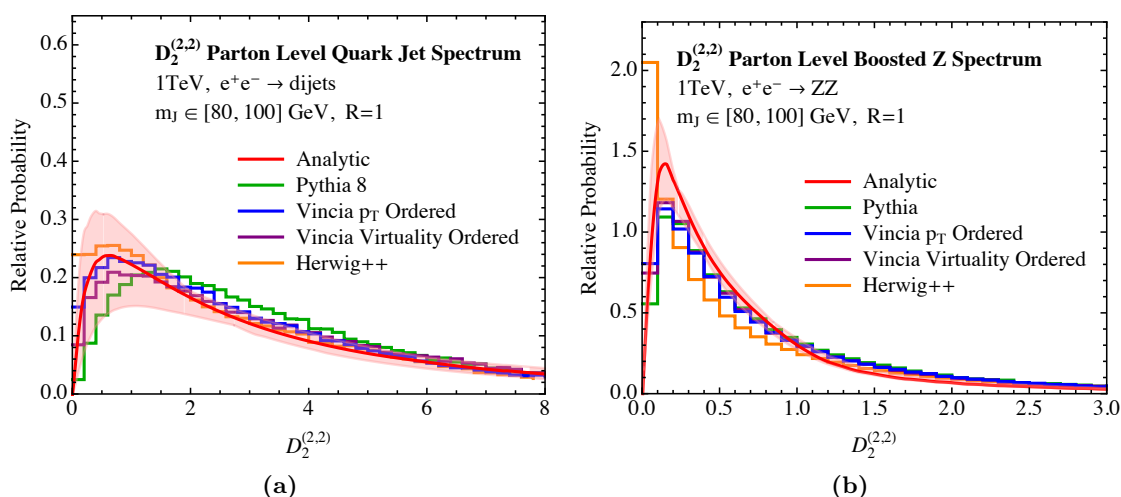 D₂^(2,2) Parton Level Quark Jet Spectrum
1TeV, e⁺e⁻ → dijets
m_J ∈ [80, 100] GeV, R=1
Analytic
Pythia 8
Vincia p_T Ordered
Vincia Virtuality Ordered
Herwig++
Relative Probability
0.6
0.5
0.4
0.3
0.2
0.1
0.0
0 2 4 6 8
D₂^(2,2)
(a)
D₂^(2,2) Parton Level Boosted Z Spectrum
1TeV, e⁺e⁻ → ZZ
m_J ∈ [80, 100] GeV, R=1
Analytic
Pythia
Vincia p_T Ordered
Vincia Virtuality Ordered
Herwig++
Relative Probability
2.0
1.5
1.0
0.5
0.0
0.0 0.5 1.0 1.5 2.0 2.5 3.0
D₂^(2,2)
(b)